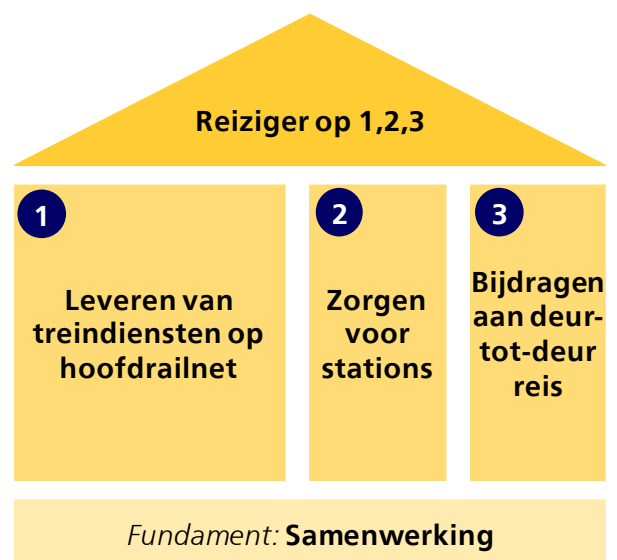 Reiziger op 1,2,3
1
Leveren van
treindiensten op
hoofdrailnet
2
Zorgen
voor
stations
3
Bijdragen
aan deur-
tot-deur
reis
Fundament: Samenwerking